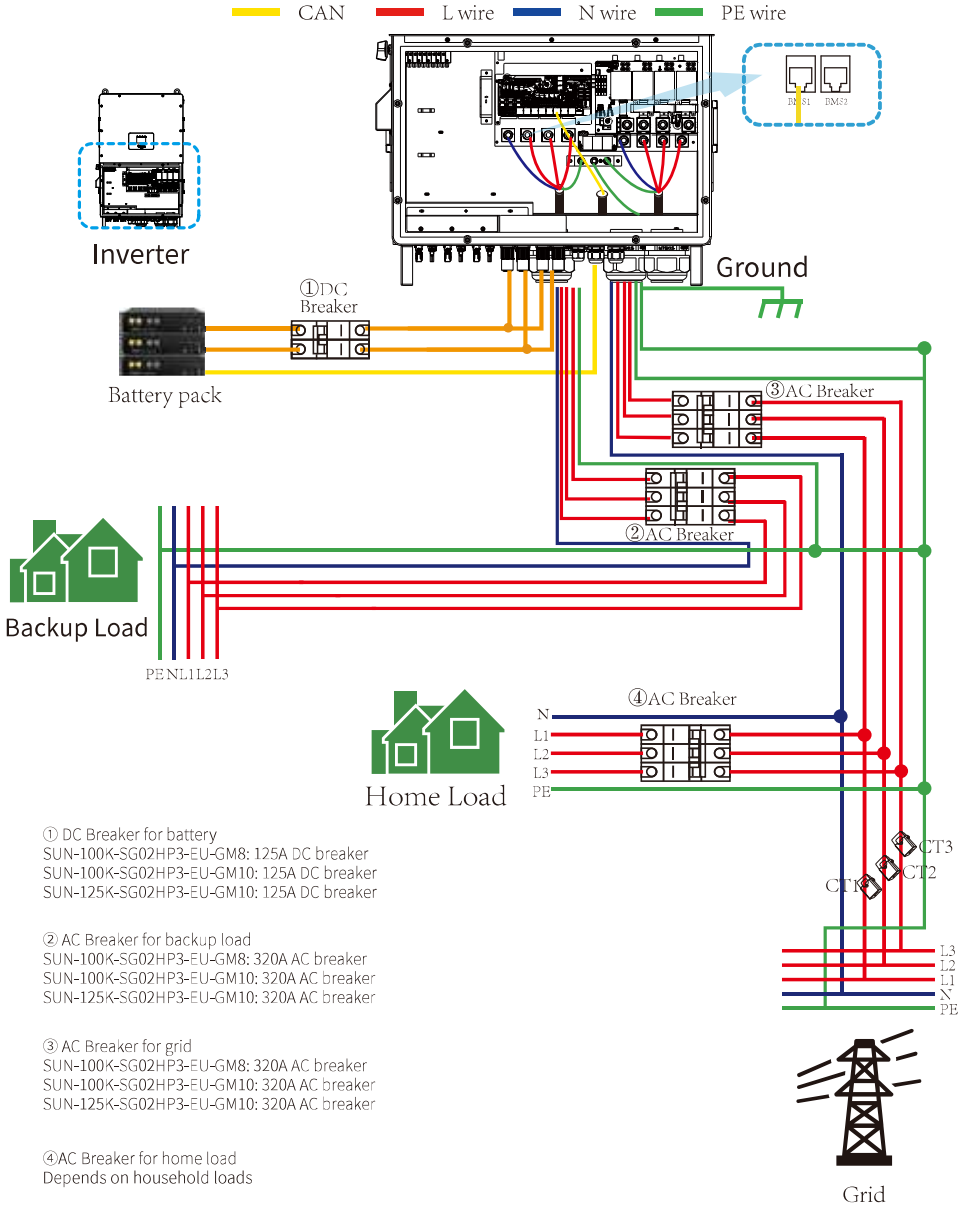 CAN L wire N wire PE wire
BMS1 BMS2
Inverter
Ground
①DC
Breaker
Battery pack
③AC Breaker
②AC Breaker
Backup Load
PE N L1 L2 L3
④AC Breaker
N
L1
L2
L3
PE
Home Load
① DC Breaker for battery
SUN-100K-SG02HP3-EU-GM8: 125A DC breaker
SUN-100K-SG02HP3-EU-GM10: 125A DC breaker
SUN-125K-SG02HP3-EU-GM10: 125A DC breaker
CT3
CT2
CT1
② AC Breaker for backup load
SUN-100K-SG02HP3-EU-GM8: 320A AC breaker
SUN-100K-SG02HP3-EU-GM10: 320A AC breaker
SUN-125K-SG02HP3-EU-GM10: 320A AC breaker
L3
L2
L1
N
PE
③ AC Breaker for grid
SUN-100K-SG02HP3-EU-GM8: 320A AC breaker
SUN-100K-SG02HP3-EU-GM10: 320A AC breaker
SUN-125K-SG02HP3-EU-GM10: 320A AC breaker
④AC Breaker for home load
Depends on household loads
Grid